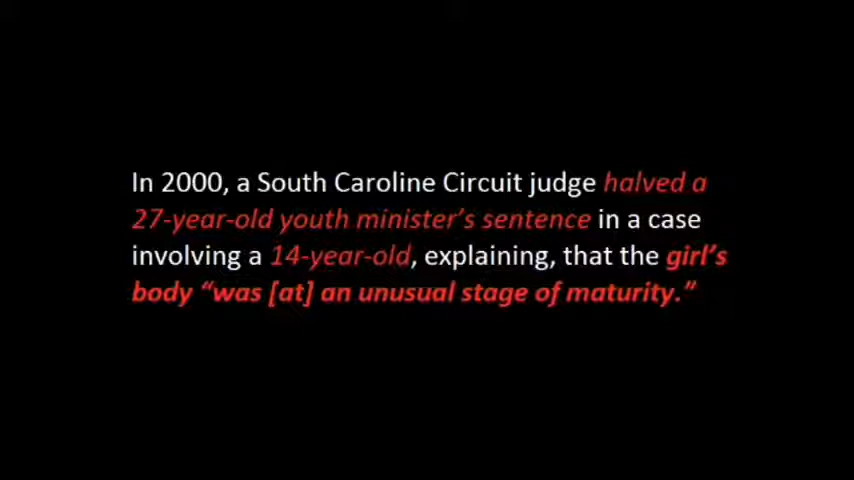 In 2000, a South Caroline Circuit judge halved a
27-year-old youth minister’s sentence in a case
involving a 14-year-old, explaining, that the girl’s
body “was [at] an unusual stage of maturity.”